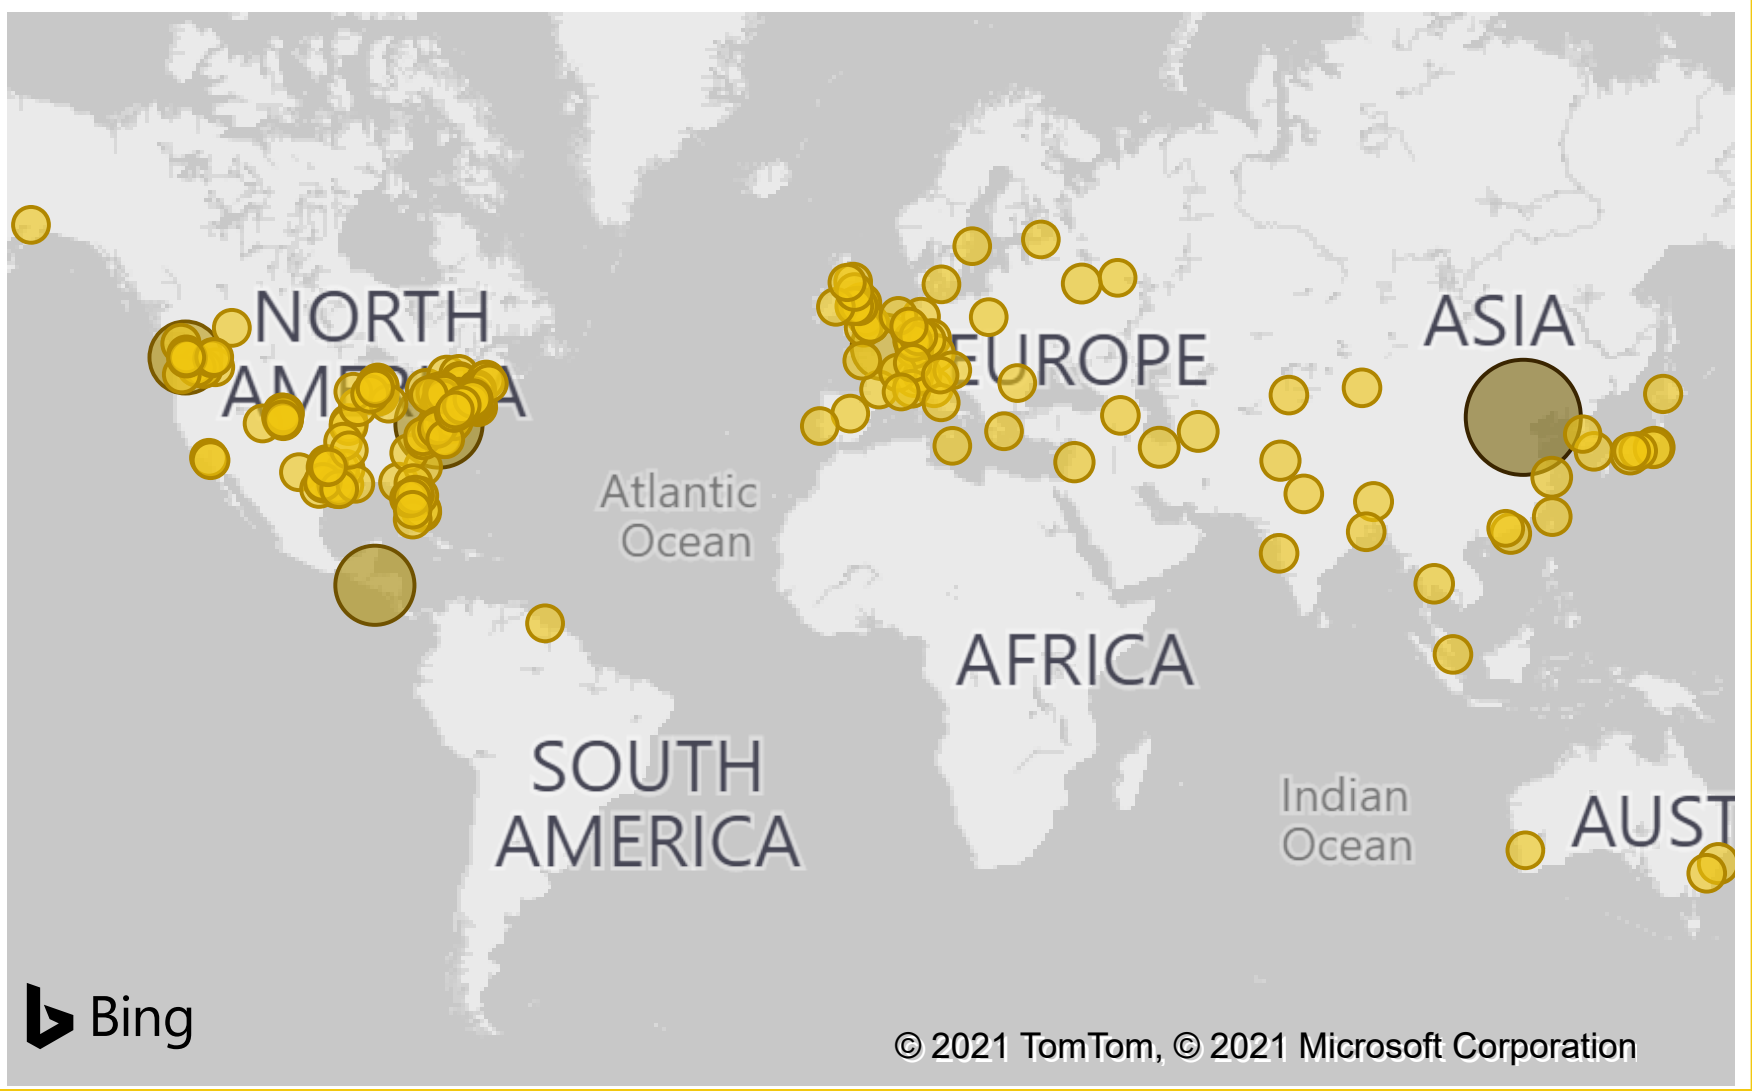 NORTH
AMERICA
EUROPE
ASIA
Atlantic
Ocean
AFRICA
SOUTH
AMERICA
Indian
Ocean
AUST
Bing
© 2021 TomTom, © 2021 Microsoft Corporation